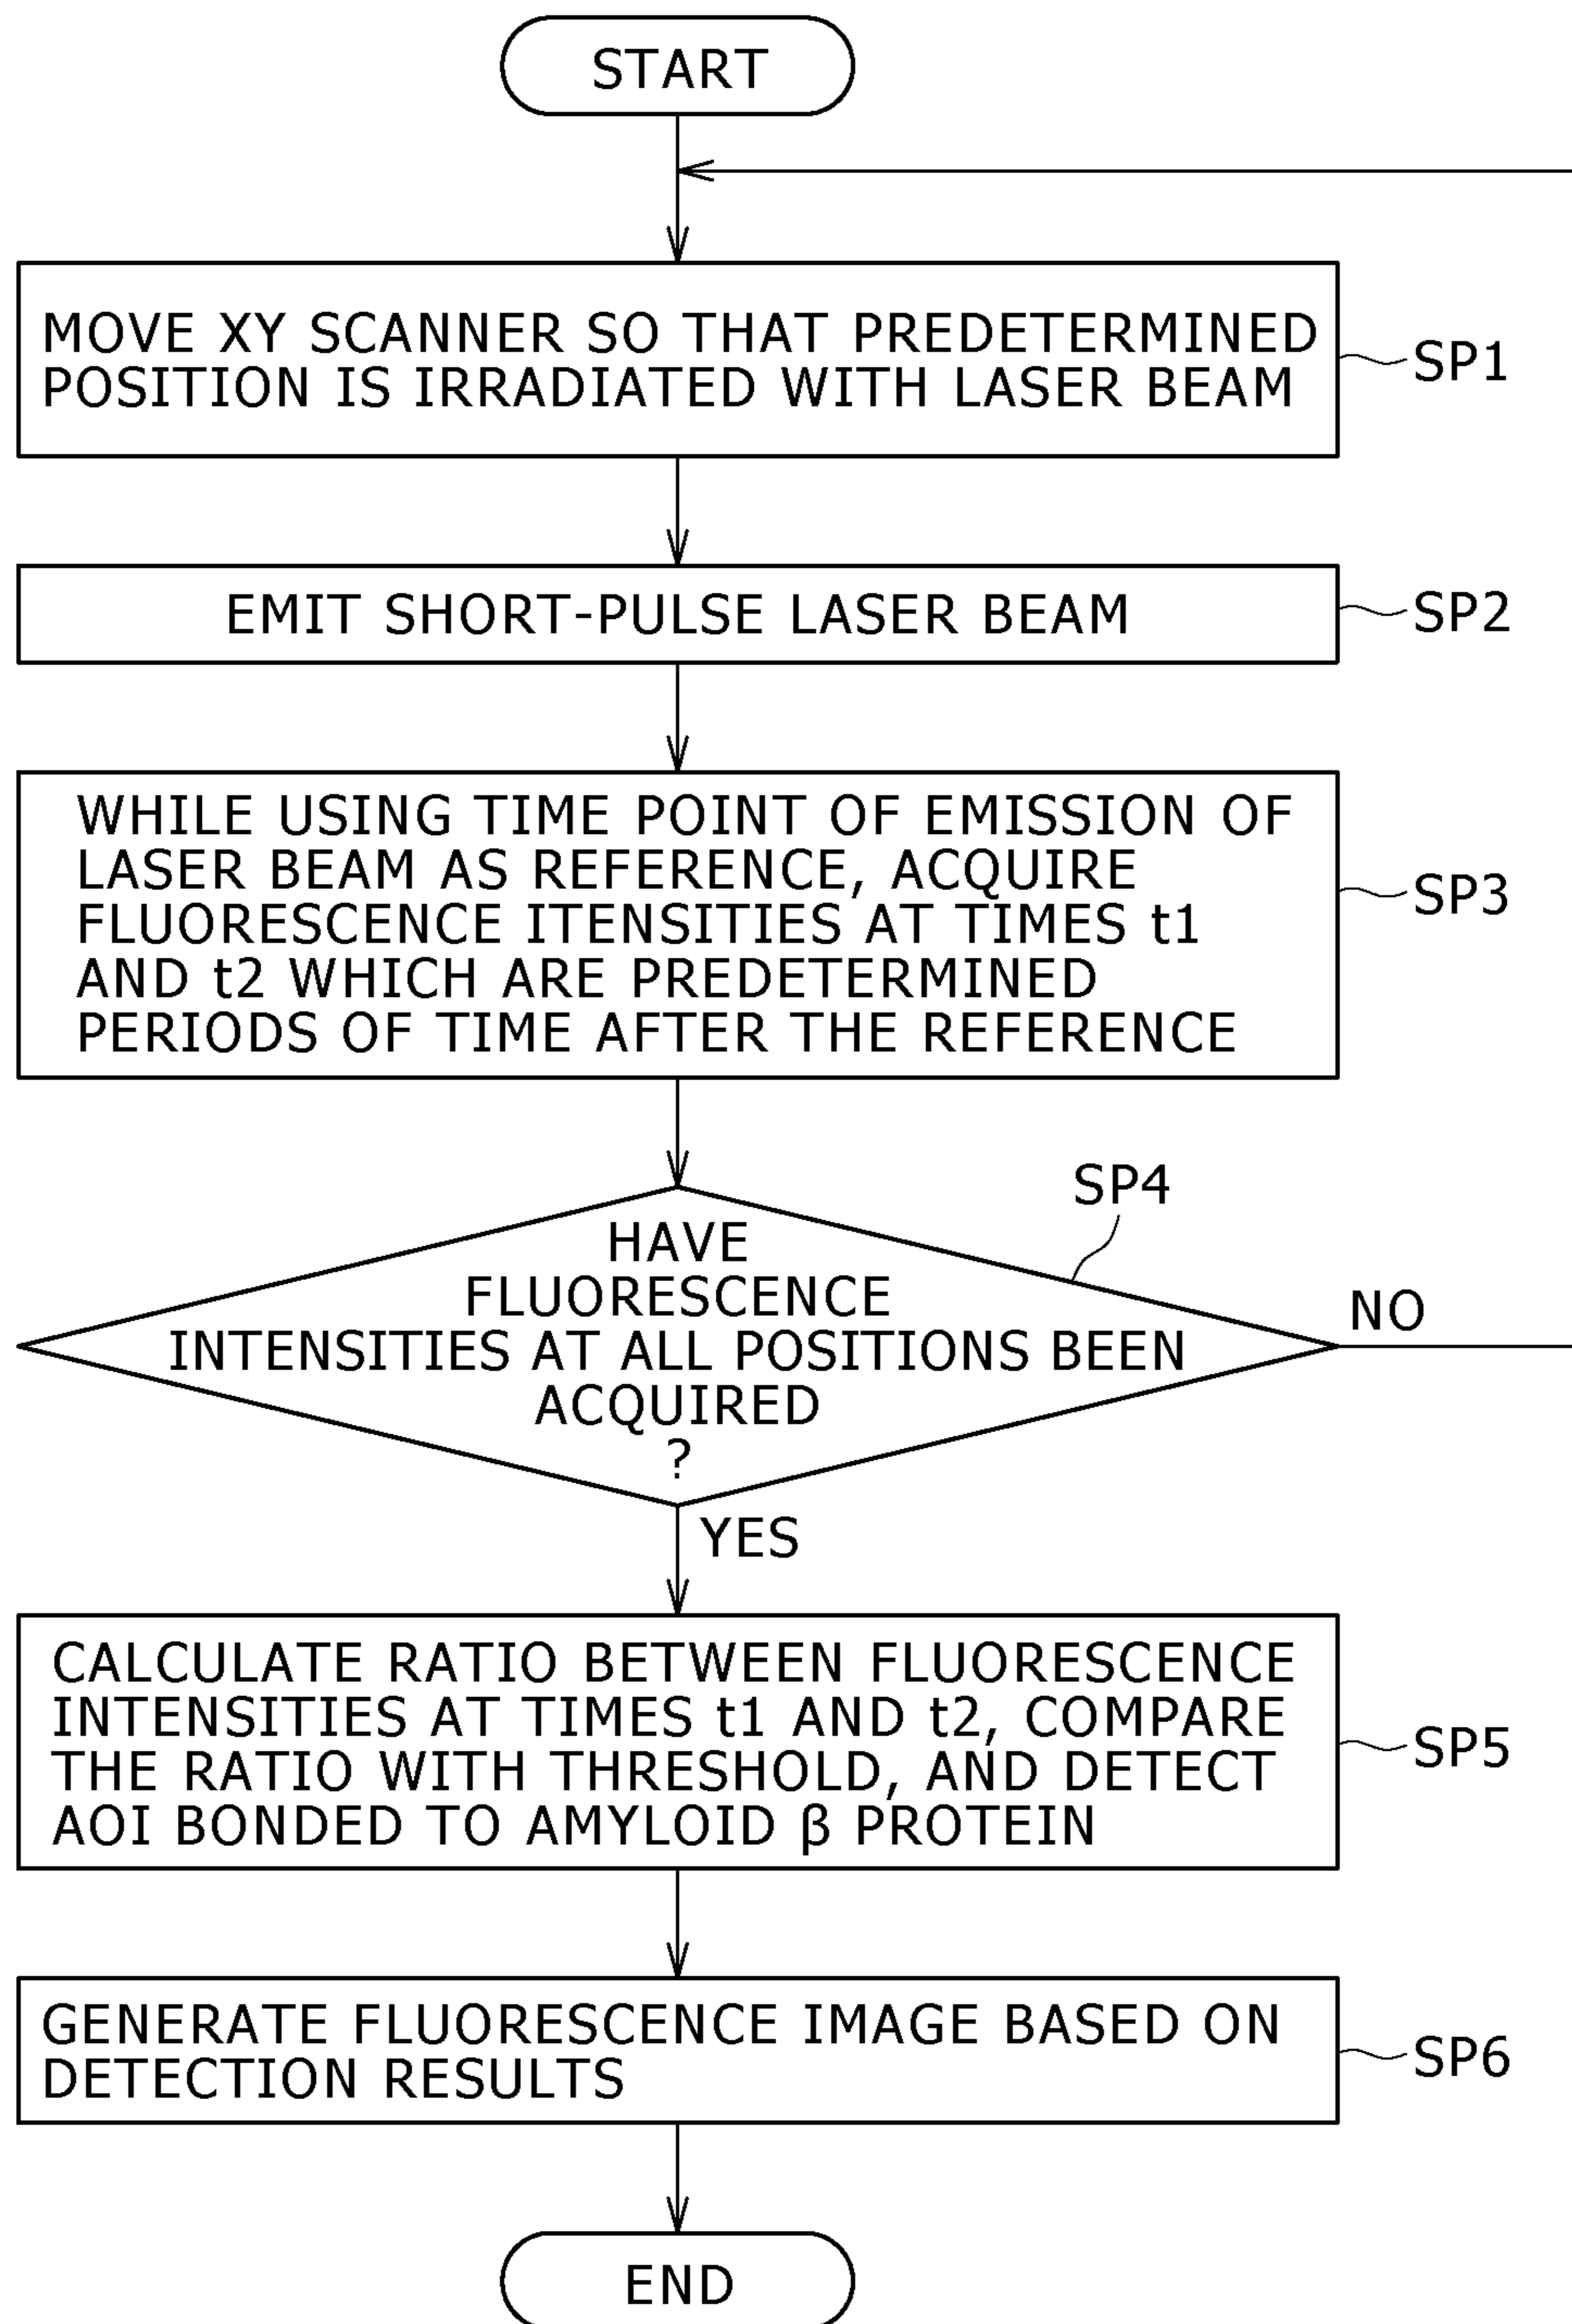 START
MOVE XY SCANNER SO THAT PREDETERMINED
POSITION IS IRRADIATED WITH LASER BEAM
SP1
EMIT SHORT-PULSE LASER BEAM
SP2
WHILE USING TIME POINT OF EMISSION OF
LASER BEAM AS REFERENCE, ACQUIRE
FLUORESCENCE ITENSITIES AT TIMES t1
AND t2 WHICH ARE PREDETERMINED
PERIODS OF TIME AFTER THE REFERENCE
SP3
SP4
HAVE
FLUORESCENCE
INTENSITIES AT ALL POSITIONS BEEN
ACQUIRED
?
NO
YES
CALCULATE RATIO BETWEEN FLUORESCENCE
INTENSITIES AT TIMES t1 AND t2, COMPARE
THE RATIO WITH THRESHOLD, AND DETECT
AOI BONDED TO AMYLOID β PROTEIN
SP5
GENERATE FLUORESCENCE IMAGE BASED ON
DETECTION RESULTS
SP6
END